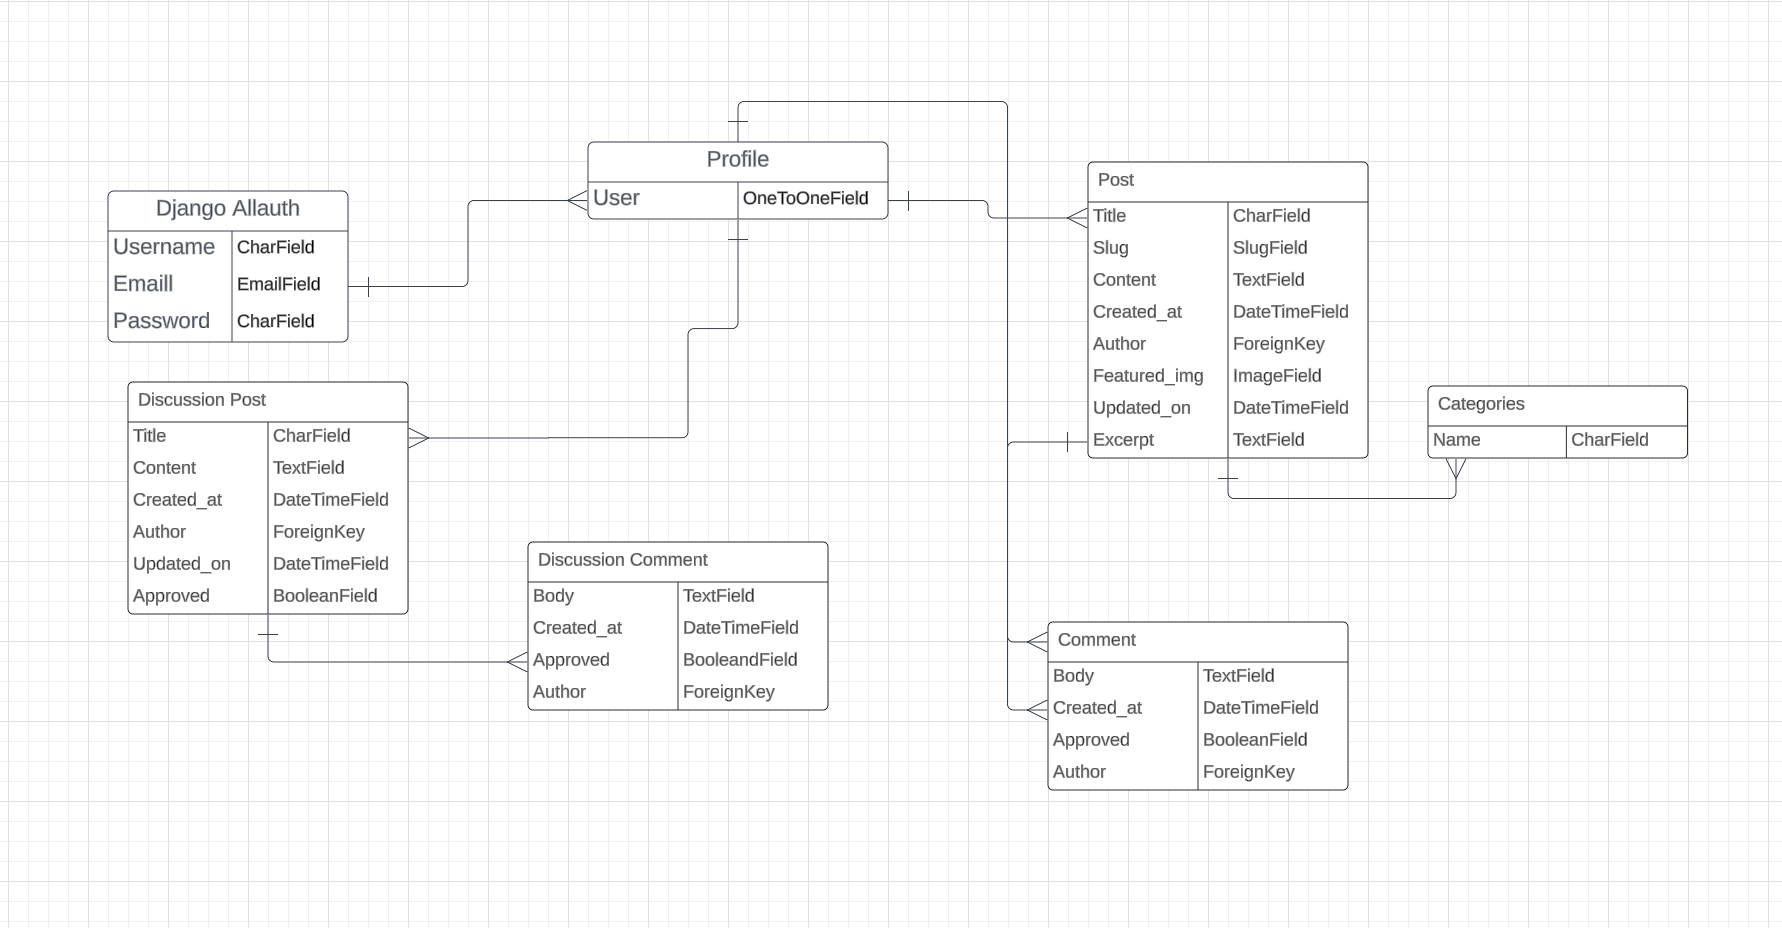 Profile
User OneToOneField
Django Allauth
Username CharField
Emaill EmailField
Password CharField
Post
Title CharField
Slug SlugField
Content TextField
Created_at DateTimeField
Author ForeignKey
Featured_img ImageField
Updated_on DateTimeField
Excerpt TextField
Categories
Name CharField
Discussion Post
Title CharField
Content TextField
Created_at DateTimeField
Author ForeignKey
Updated_on DateTimeField
Approved BooleanField
Discussion Comment
Body TextField
Created_at DateTimeField
Approved BooleandField
Author ForeignKey
Comment
Body TextField
Created_at DateTimeField
Approved BooleanField
Author ForeignKey